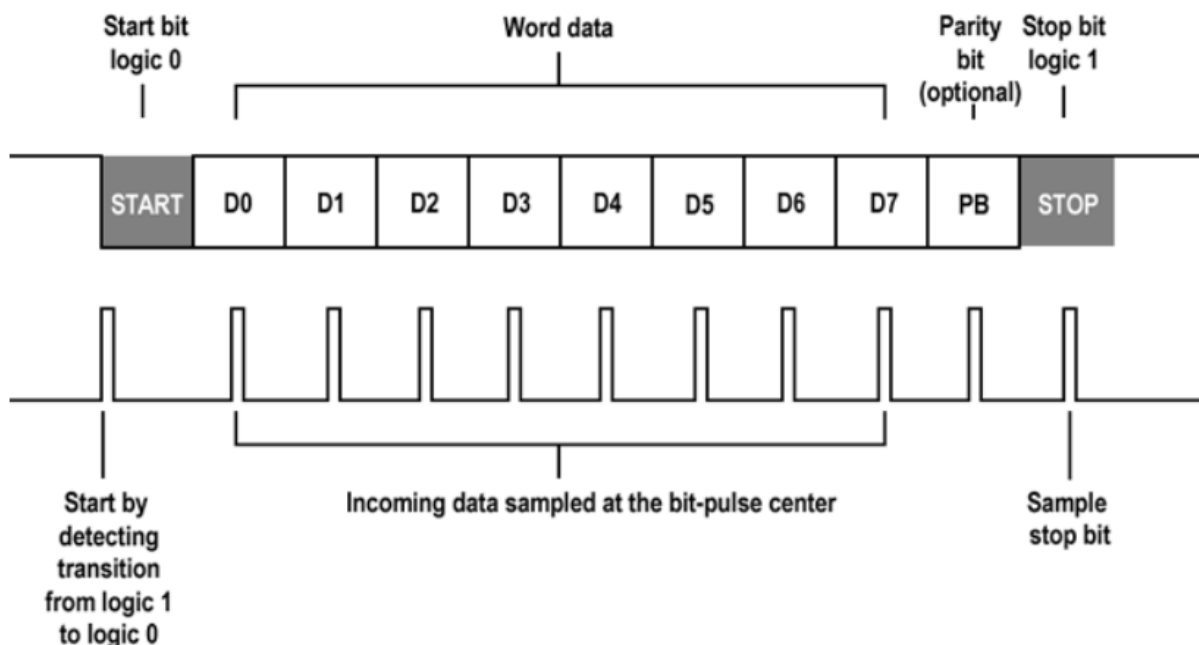 Start bit
logic 0
Word data
Parity
bit
(optional)
Stop bit
logic 1
START D0 D1 D2 D3 D4 D5 D6 D7 PB STOP
Start by
detecting
transition
from logic 1
to logic 0
Incoming data sampled at the bit-pulse center
Sample
stop bit